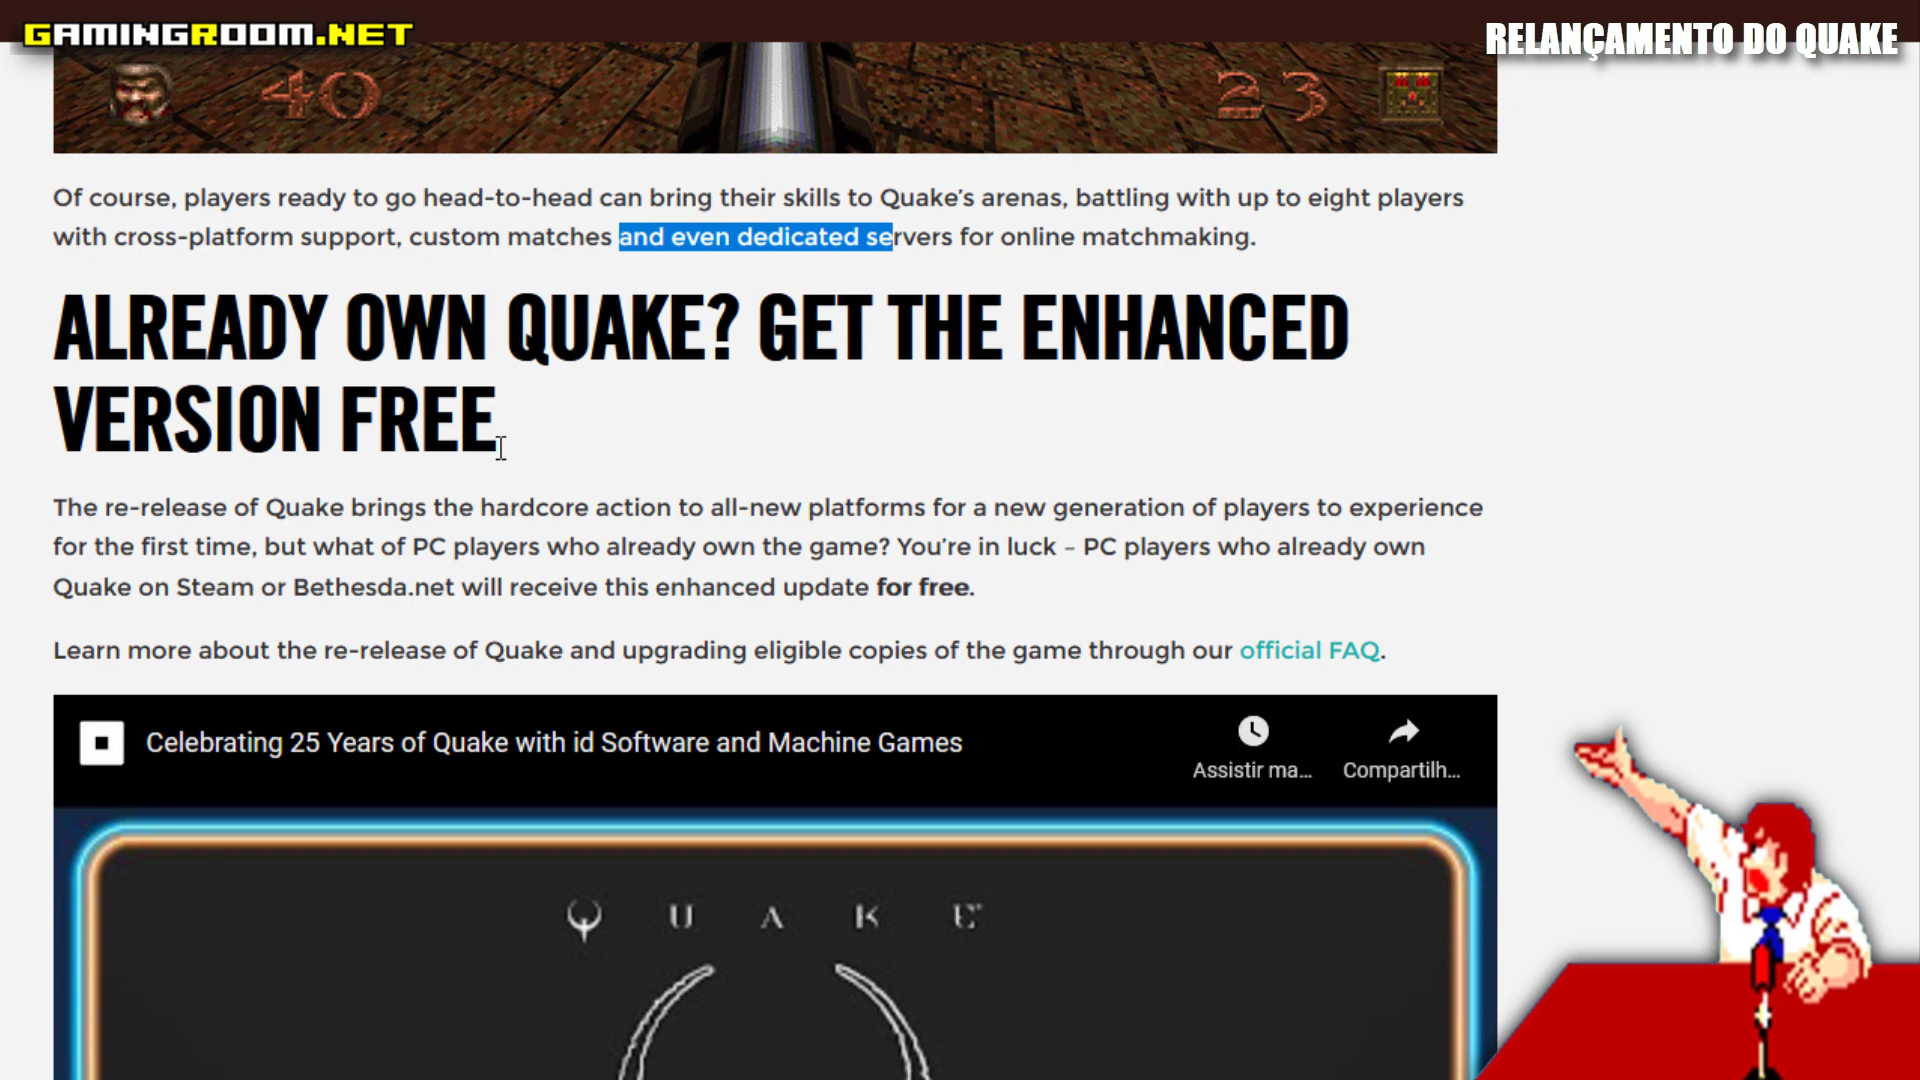 GAMINGROOM.NET
RELANÇAMENTO DO QUAKE
40
23
Of course, players ready to go head-to-head can bring their skills to Quake’s arenas, battling with up to eight players
with cross-platform support, custom matches and even dedicated servers for online matchmaking.
ALREADY OWN QUAKE? GET THE ENHANCED
VERSION FREE
The re-release of Quake brings the hardcore action to all-new platforms for a new generation of players to experience
for the first time, but what of PC players who already own the game? You’re in luck – PC players who already own
Quake on Steam or Bethesda.net will receive this enhanced update for free.
Learn more about the re-release of Quake and upgrading eligible copies of the game through our official FAQ.
Celebrating 25 Years of Quake with id Software and Machine Games
Assistir ma...
Compartilh...
QUAKE